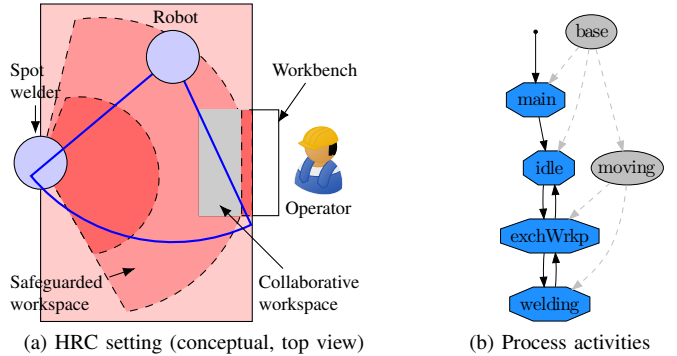 Robot
Spot
welder
Workbench
Operator
Safeguarded
workspace
Collaborative
workspace
(a) HRC setting (conceptual, top view)
base
main
idle
moving
exchWrkp
welding
(b) Process activities